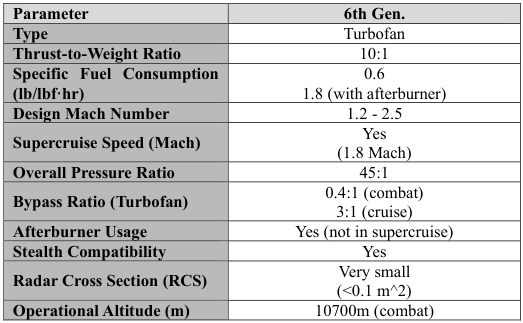 Parameter 6th Gen.
Type Turbofan
Thrust-to-Weight Ratio 10:1
Specific Fuel Consumption 0.6
(lb/lbf·hr) 1.8 (with afterburner)
Design Mach Number 1.2 - 2.5
Supercruise Speed (Mach) Yes
(1.8 Mach)
Overall Pressure Ratio 45:1
Bypass Ratio (Turbofan) 0.4:1 (combat)
3:1 (cruise)
Afterburner Usage Yes (not in supercruise)
Stealth Compatibility Yes
Radar Cross Section (RCS) Very small
(<0.1 m^2)
Operational Altitude (m) 10700m (combat)